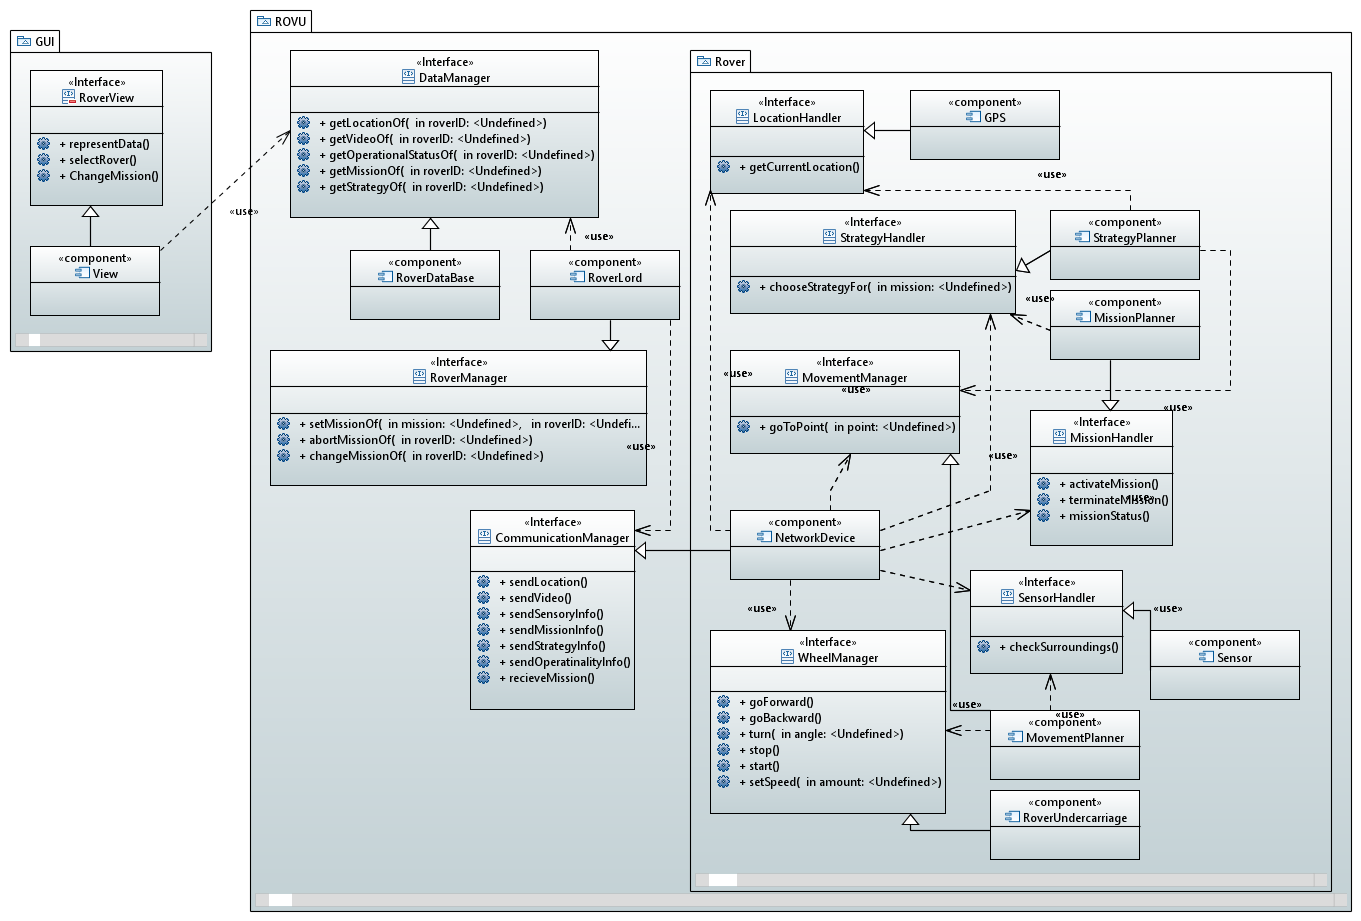 GUI
«Interface»
RoverView
+ representData()
+ selectRover()
+ ChangeMission()
«component»
View
«use»
ROVU
«Interface»
DataManager
+ getLocationOf( in roverID: <Undefined>)
+ getVideoOf( in roverID: <Undefined>)
+ getOperationalStatusOf( in roverID: <Undefined>)
+ getMissionOf( in roverID: <Undefined>)
+ getStrategyOf( in roverID: <Undefined>)
«use»
«component»
RoverDataBase
«component»
RoverLord
«Interface»
RoverManager
+ setMissionOf( in mission: <Undefined>, in roverID: <Undefi...
+ abortMissionOf( in roverID: <Undefined>)
+ changeMissionOf( in roverID: <Undefined>)
«use»
«Interface»
CommunicationManager
+ sendLocation()
+ sendVideo()
+ sendSensoryInfo()
+ sendMissionInfo()
+ sendStrategyInfo()
+ sendOperatinalityInfo()
+ recieveMission()
Rover
«Interface»
LocationHandler
+ getCurrentLocation()
«component»
GPS
«use»
«Interface»
StrategyHandler
+ chooseStrategyFor( in mission: <Undefined>)
«component»
StrategyPlanner
«use»
«component»
MissionPlanner
«Interface»
MovementManager
«use»
«use»
+ goToPoint( in point: <Undefined>)
«use»
«Interface»
MissionHandler
+ activateMission()
+ terminateMission()
+ missionStatus()
«use»
«use»
«component»
NetworkDevice
«use»
«Interface»
SensorHandler
+ checkSurroundings()
«use»
«component»
Sensor
«Interface»
WheelManager
+ goForward()
+ goBackward()
+ turn( in angle: <Undefined>)
+ stop()
+ start()
+ setSpeed( in amount: <Undefined>)
«use»
«use»
«component»
MovementPlanner
«component»
RoverUndercarriage